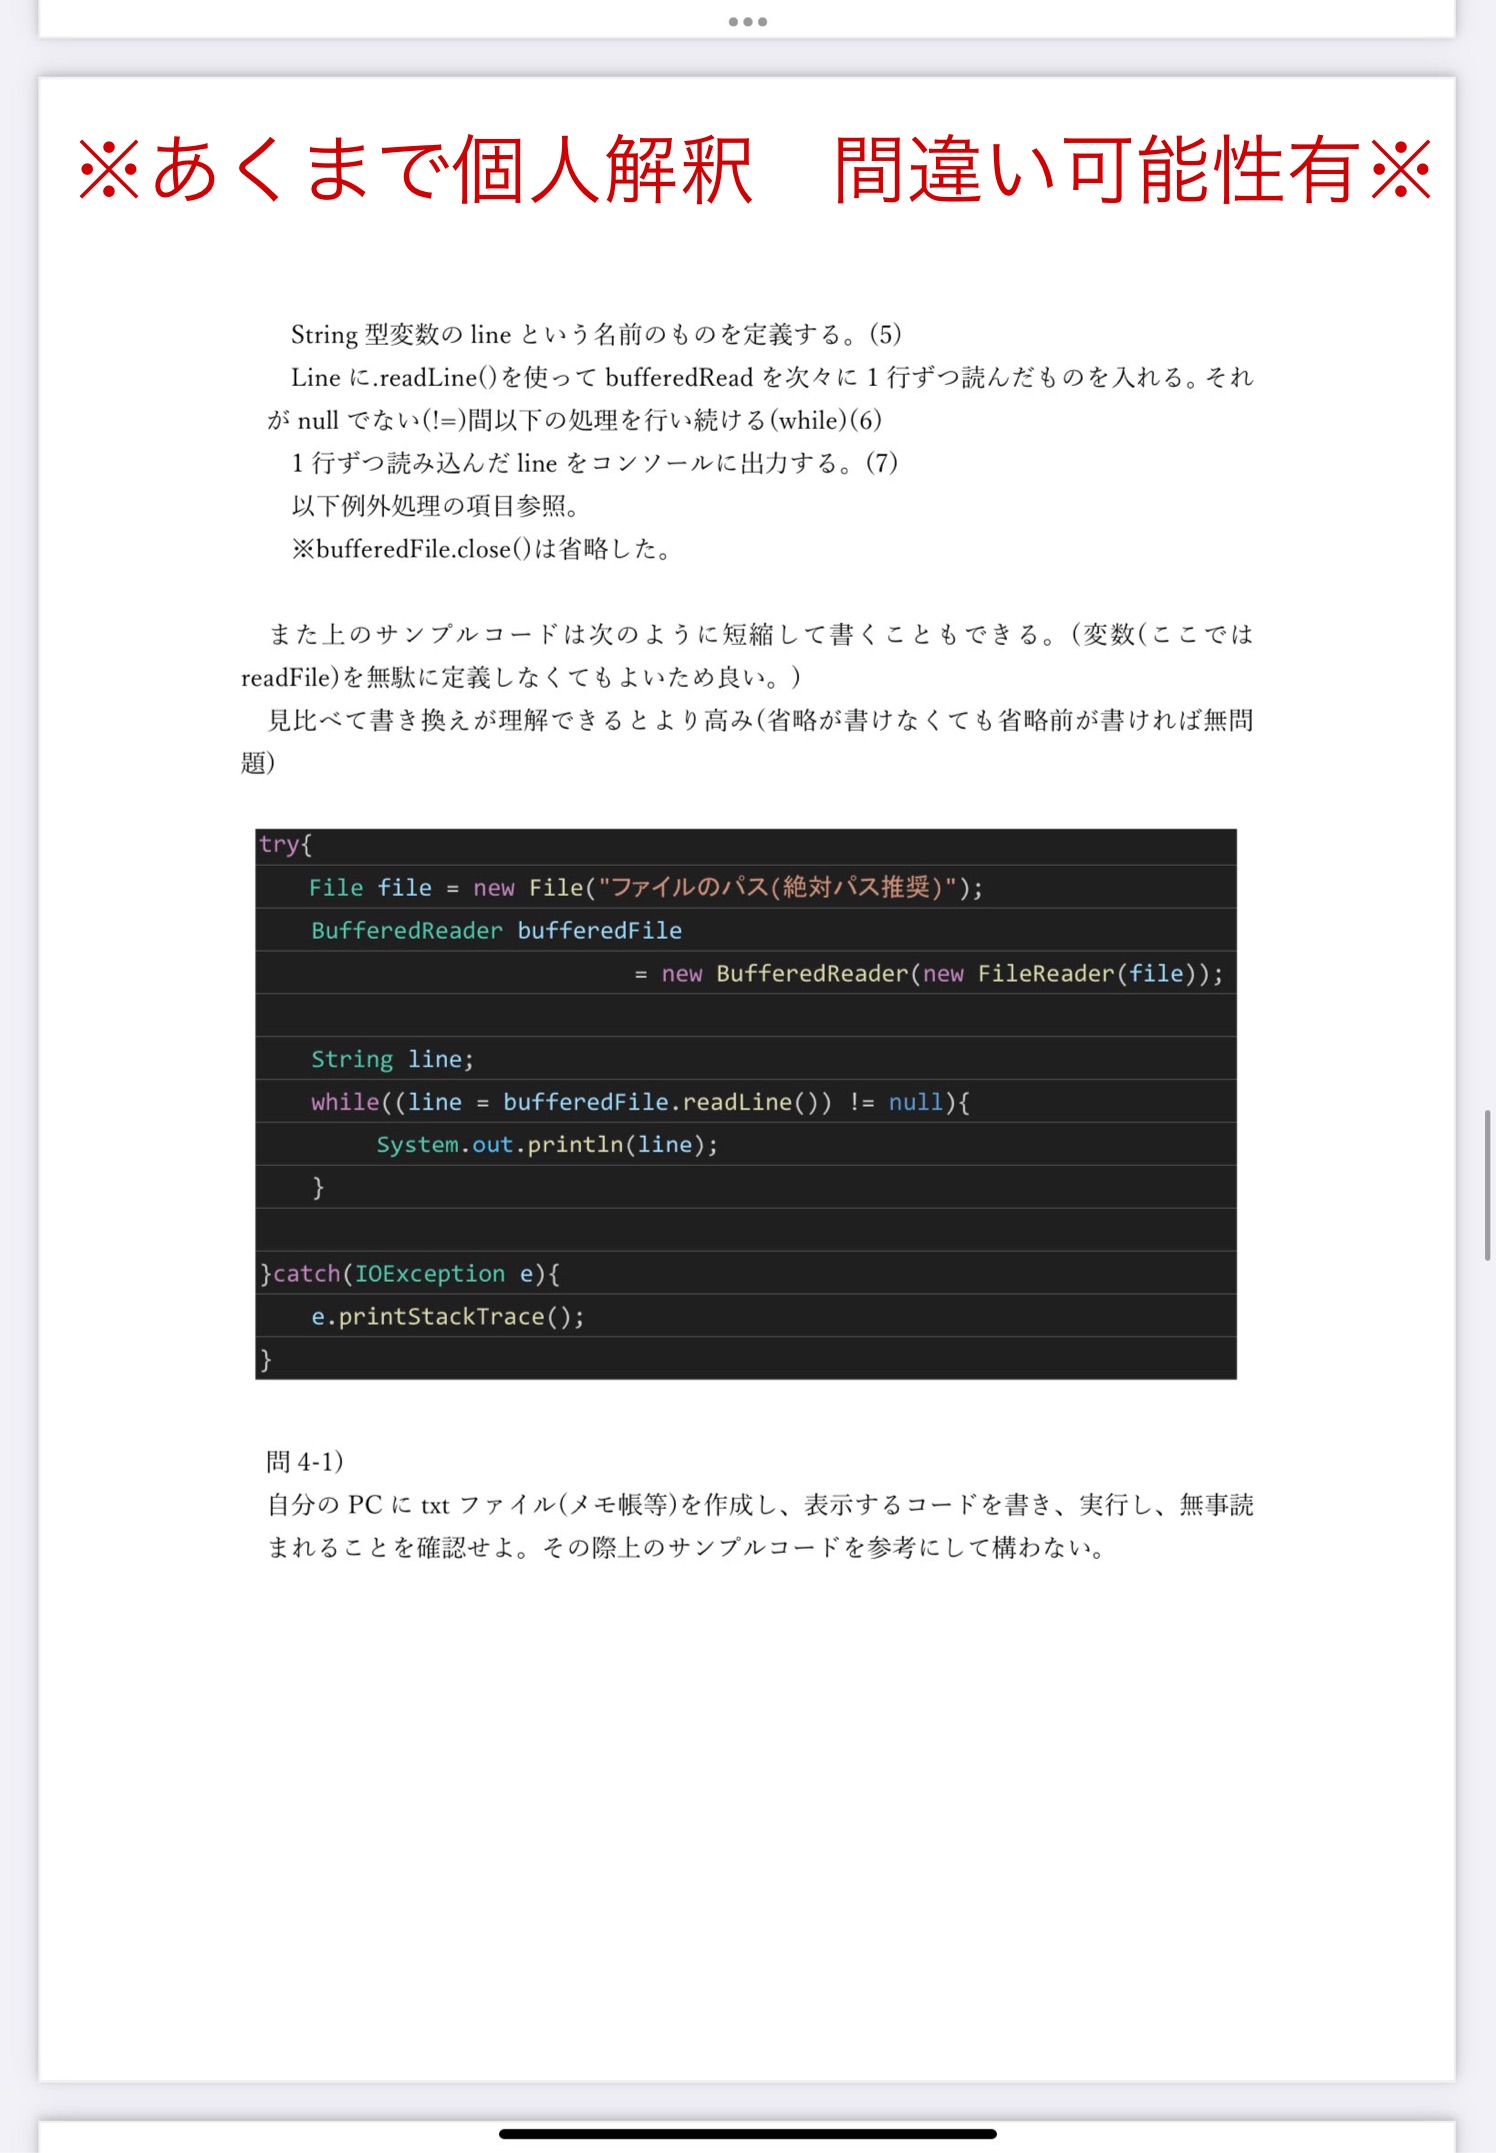 ※あくまで個人解釈　間違い可能性有※
String 型変数の line という名前のものを定義する。(5)
Line に.readLine()を使って bufferedRead を次々に 1 行ずつ読んだものを入れる。それ
が null でない(!=)間以下の処理を行い続ける(while)(6)
1 行ずつ読み込んだ line をコンソールに出力する。(7)
以下例外処理の項目参照。
※bufferedFile.close()は省略した。
また上のサンプルコードは次のように短縮して書くこともできる。(変数(ここでは
readFile)を無駄に定義しなくてもよいため良い。)
見比べて書き換えが理解できるとより高み(省略が書けなくても省略前が書ければ無問
題)
try{
File file = new File("ファイルのパス(絶対パス推奨)");
BufferedReader bufferedFile
= new BufferedReader(new FileReader(file));
String line;
while((line = bufferedFile.readLine()) != null){
System.out.println(line);
}
}catch(IOException e){
e.printStackTrace();
}
問 4-1)
自分の PC に txt ファイル(メモ帳等)を作成し、表示するコードを書き、実行し、無事読
まれることを確認せよ。その際上のサンプルコードを参考にして構わない。